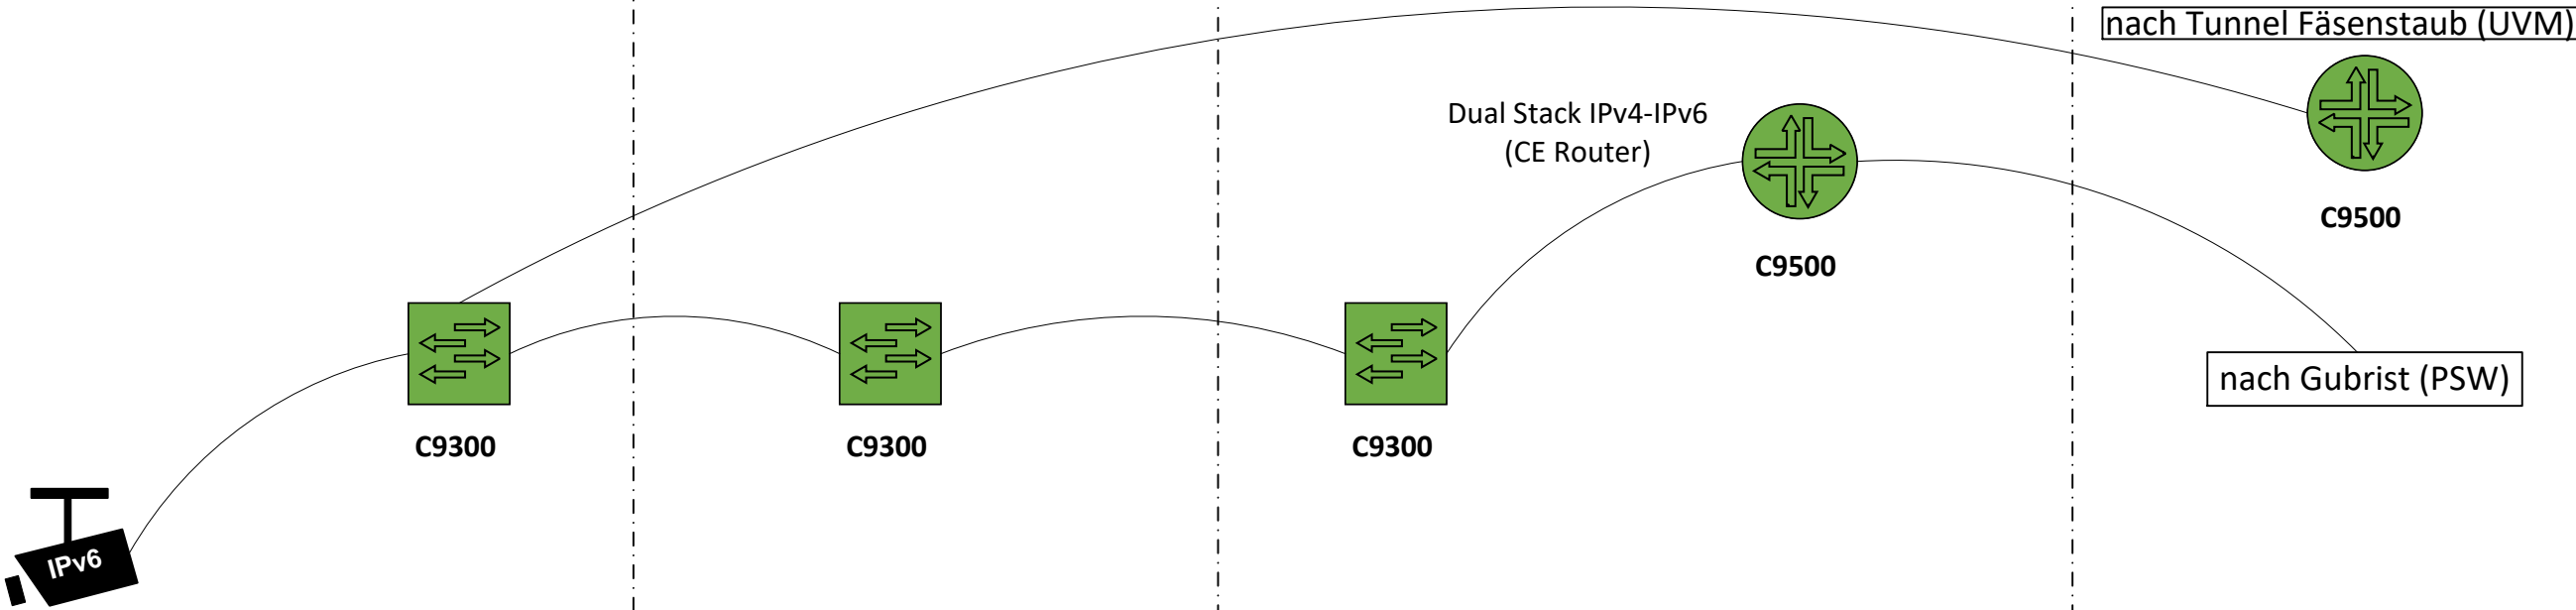 nach Tunnel Fäsenstaub (UVM)
Dual Stack IPv4-IPv6
(CE Router)
C9500
C9500
nach Gubrist (PSW)
C9300
C9300
C9300
IPv6